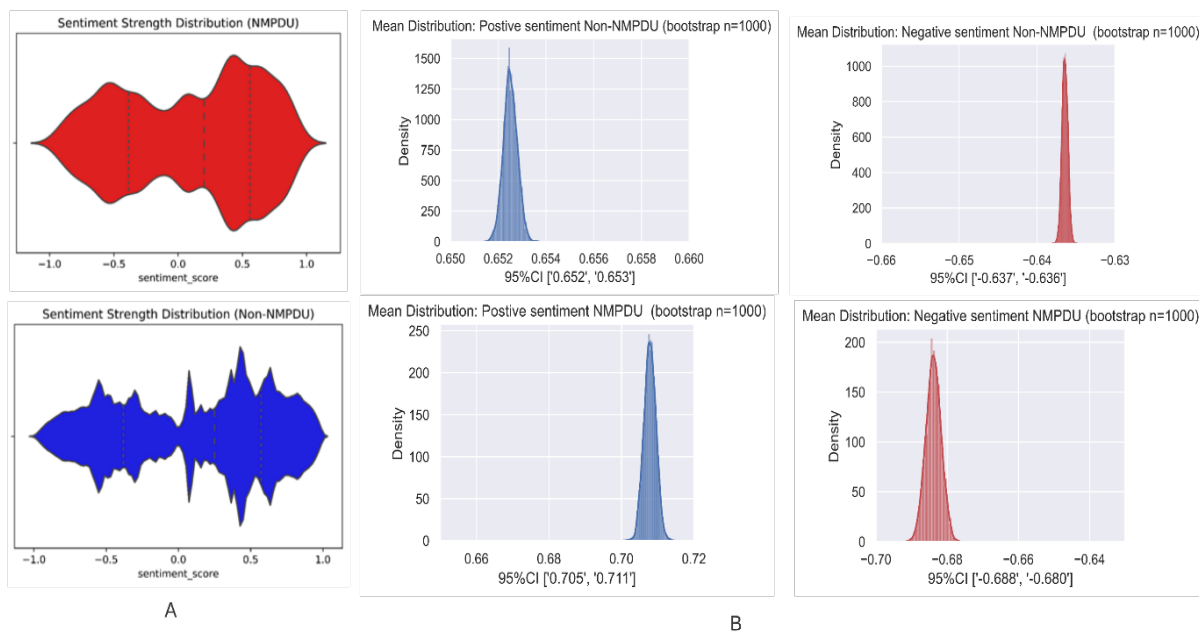 Sentiment Strength Distribution (NMPDU)
−1.0 −0.5 0.0 0.5 1.0
sentiment_score
Sentiment Strength Distribution (Non-NMPDU)
−1.0 −0.5 0.0 0.5 1.0
sentiment_score
A
Mean Distribution: Postive sentiment Non-NMPDU (bootstrap n=1000)
Density
1500
1250
1000
750
500
250
0
0.650 0.652 0.654 0.656 0.658 0.660
95%CI ['0.652', '0.653']
Mean Distribution: Negative sentiment Non-NMPDU (bootstrap n=1000)
Density
1000
800
600
400
200
0
−0.66 −0.65 −0.64 −0.63
95%CI ['-0.637', '-0.636']
Mean Distribution: Postive sentiment NMPDU (bootstrap n=1000)
Density
250
200
150
100
50
0
0.66 0.68 0.70 0.72
95%CI ['0.705', '0.711']
Mean Distribution: Negative sentiment NMPDU (bootstrap n=1000)
Density
200
150
100
50
0
−0.70 −0.68 −0.66 −0.64
95%CI ['-0.688', '-0.680']
B